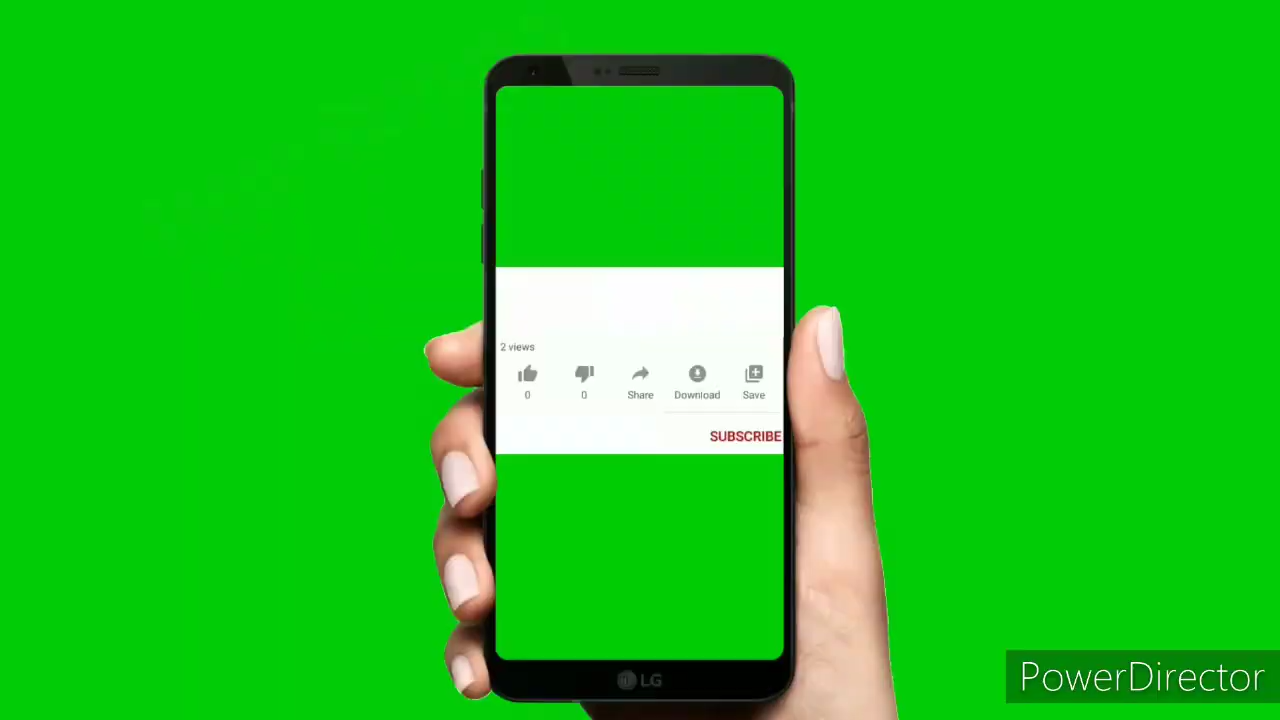 2 views
0 0 Share Download Save
SUBSCRIBE
LG
PowerDirector